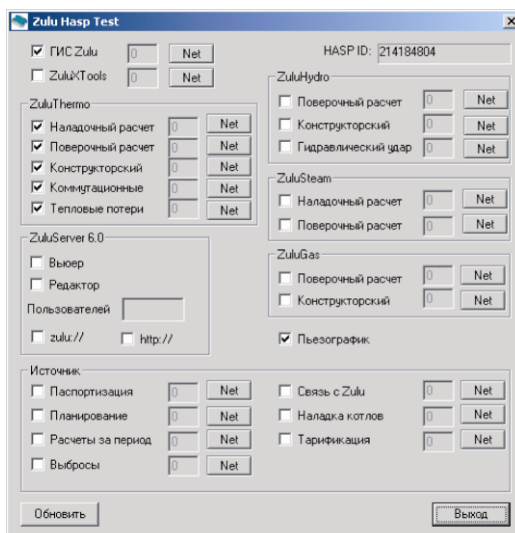 Zulu Hasp Test
ГИС Zulu 0 Net HASP ID: 214184804
ZuluXTools 0 Net
ZuluThermo
Наладочный расчет 0 Net
Поверочный расчет 0 Net
Конструкторский 0 Net
Коммутационные 0 Net
Тепловые потери 0 Net
ZuluHydro
Поверочный расчет 0 Net
Конструкторский 0 Net
Гидравлический удар 0 Net
ZuluSteam
Наладочный расчет 0 Net
Поверочный расчет 0 Net
ZuluServer 6.0
Вьюер
Редактор
Пользователей
zulu:// http://
ZuluGas
Поверочный расчет 0 Net
Конструкторский 0 Net
Пьезографик
Источник
Паспортизация 0 Net
Планирование 0 Net
Расчеты за период 0 Net
Выбросы 0 Net
Связь с Zulu 0 Net
Наладка котлов 0 Net
Тарификация 0 Net
Обновить Выход